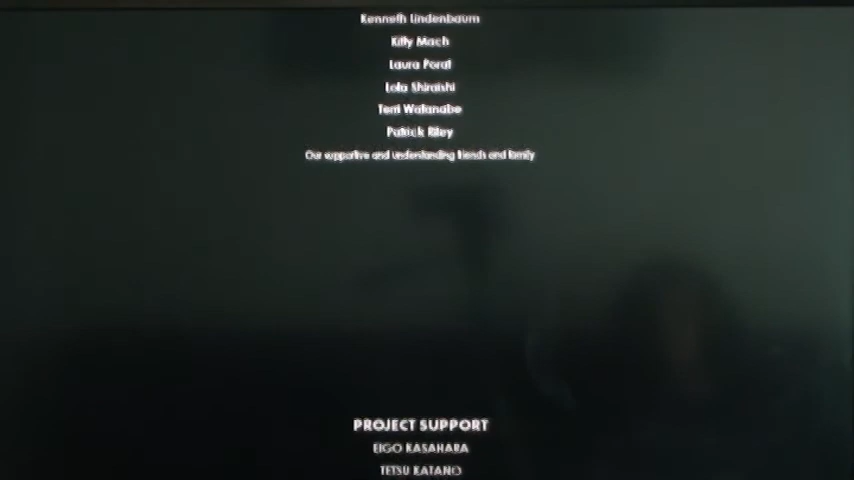 Kenneth Lindenbaum
Kitty Mach
Laura Porat
Lola Shiraishi
Terri Watanabe
Patrick Riley
Our supportive and understanding friends and family
PROJECT SUPPORT
EIGO KASAHARA
TETSU KATANO